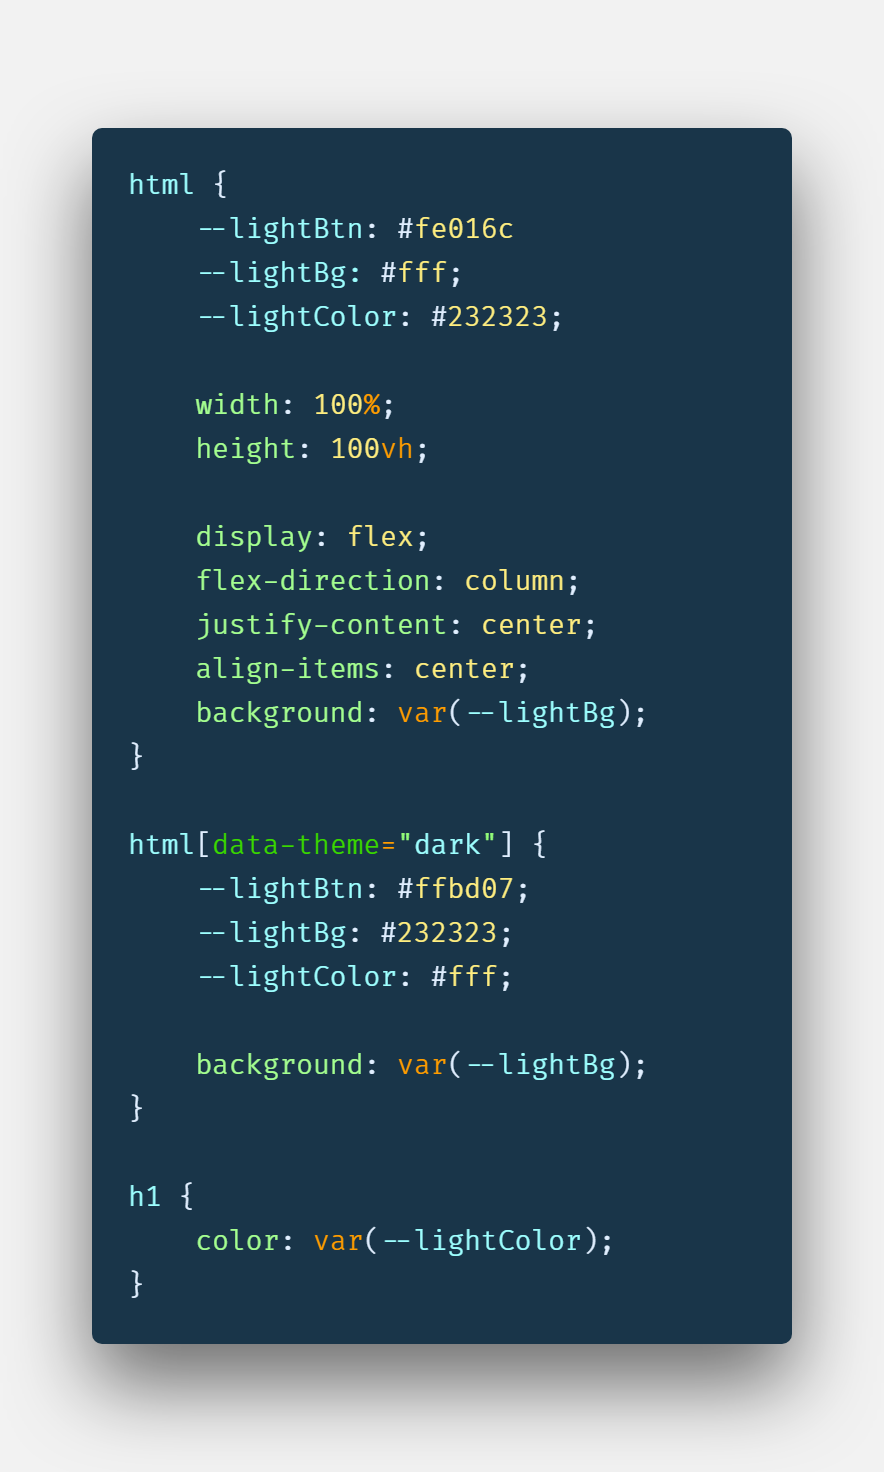 html {
    --lightBtn: #fe016c
    --lightBg: #fff;
    --lightColor: #232323;

    width: 100%;
    height: 100vh;

    display: flex;
    flex-direction: column;
    justify-content: center;
    align-items: center;
    background: var(--lightBg);
}

html[data-theme="dark"] {
    --lightBtn: #ffbd07;
    --lightBg: #232323;
    --lightColor: #fff;

    background: var(--lightBg);
}

h1 {
    color: var(--lightColor);
}